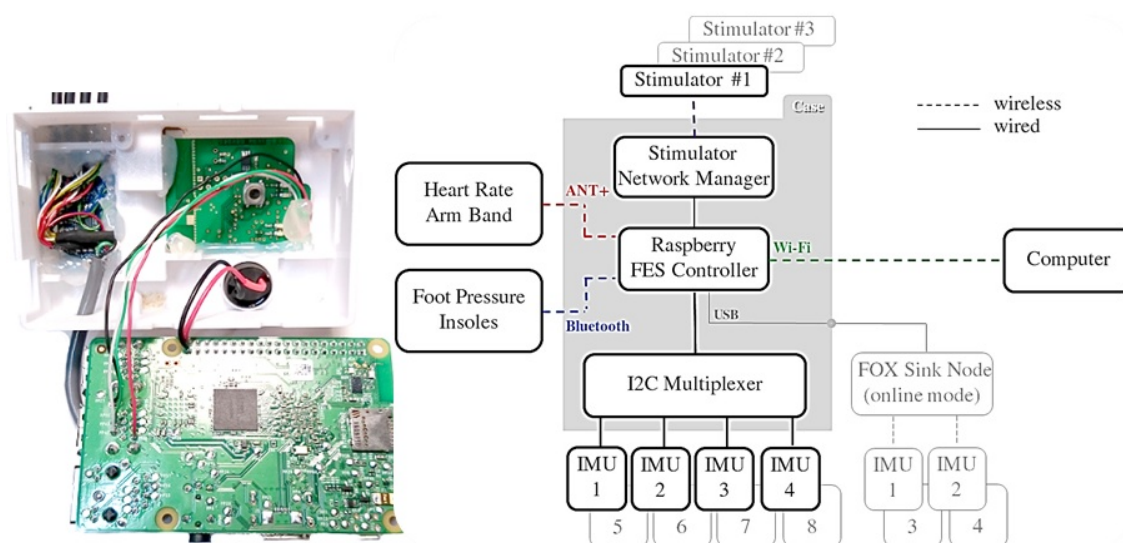 Stimulator #3
Stimulator #2
Stimulator #1
Case
wireless
wired
Stimulator
Network Manager
Heart Rate
Arm Band
ANT+
Raspberry
FES Controller
Wi-Fi
Computer
Foot Pressure
Insoles
Bluetooth
USB
I2C Multiplexer
FOX Sink Node
(online mode)
IMU
1
IMU
2
IMU
3
IMU
4
5
6
7
8
IMU
1
IMU
2
3
4